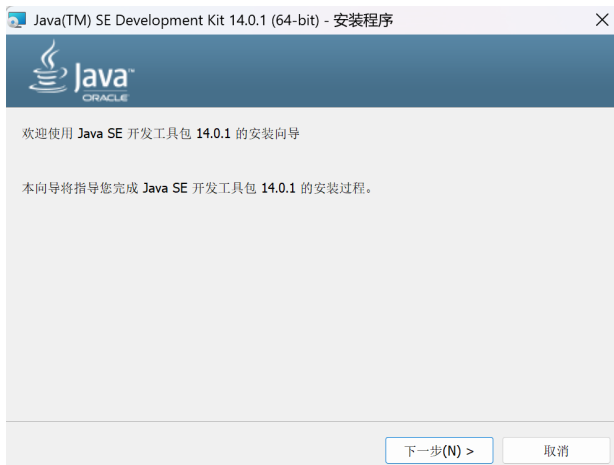 Java(TM) SE Development Kit 14.0.1 (64-bit) - 安装程序
Java™
ORACLE
欢迎使用 Java SE 开发工具包 14.0.1 的安装向导
本向导将指导您完成 Java SE 开发工具包 14.0.1 的安装过程。
下一步(N) > 取消